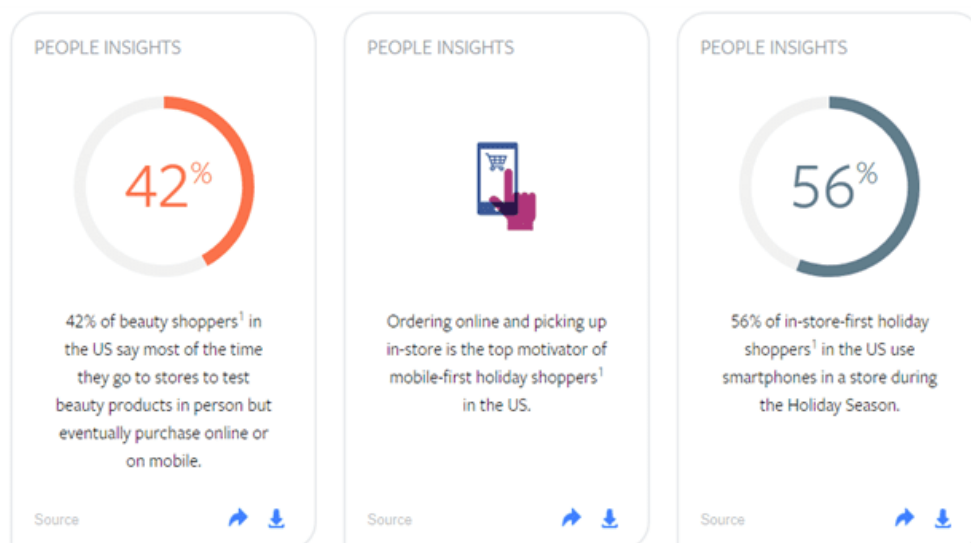 PEOPLE INSIGHTS
42%
42% of beauty shoppers¹ in
the US say most of the time
they go to stores to test
beauty products in person but
eventually purchase online or
on mobile.
Source
PEOPLE INSIGHTS
Ordering online and picking up
in-store is the top motivator of
mobile-first holiday shoppers¹
in the US.
Source
PEOPLE INSIGHTS
56%
56% of in-store-first holiday
shoppers¹ in the US use
smartphones in a store during
the Holiday Season.
Source